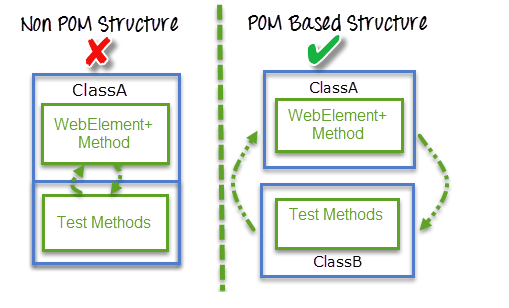 Non POM Structure
ClassA
WebElement+
Method
Test Methods
POM Based Structure
ClassA
WebElement+
Method
Test Methods
ClassB